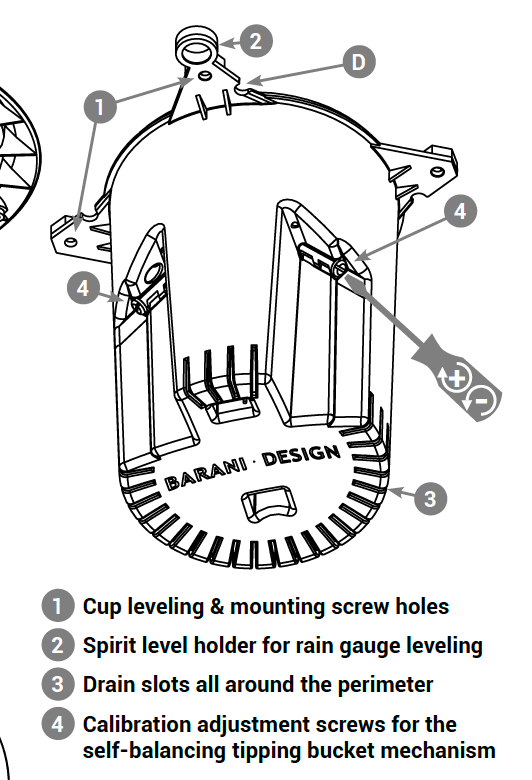 2
D
1
4
4
+
-
BARANI · DESIGN
3
1 Cup leveling & mounting screw holes
2 Spirit level holder for rain gauge leveling
3 Drain slots all around the perimeter
4 Calibration adjustment screws for the
self-balancing tipping bucket mechanism